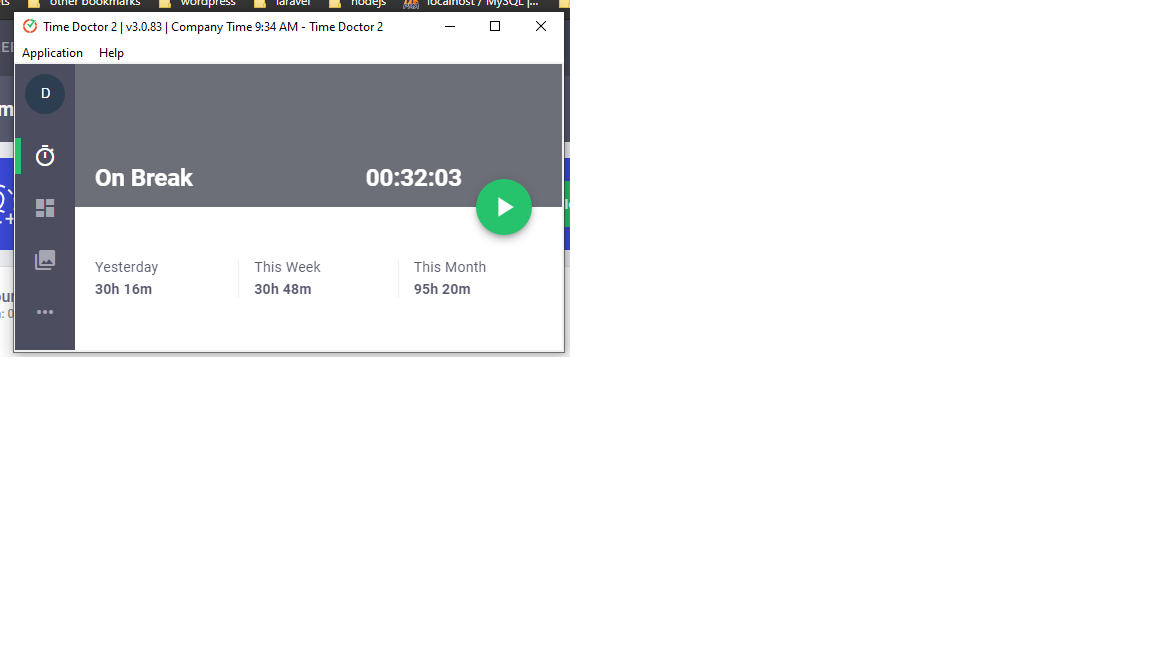 other bookmarks wordpress laravel nodejs localhost / MySQL |...
Time Doctor 2 | v3.0.83 | Company Time 9:34 AM - Time Doctor 2
Application Help
D
On Break 00:32:03
Yesterday This Week This Month
30h 16m 30h 48m 95h 20m